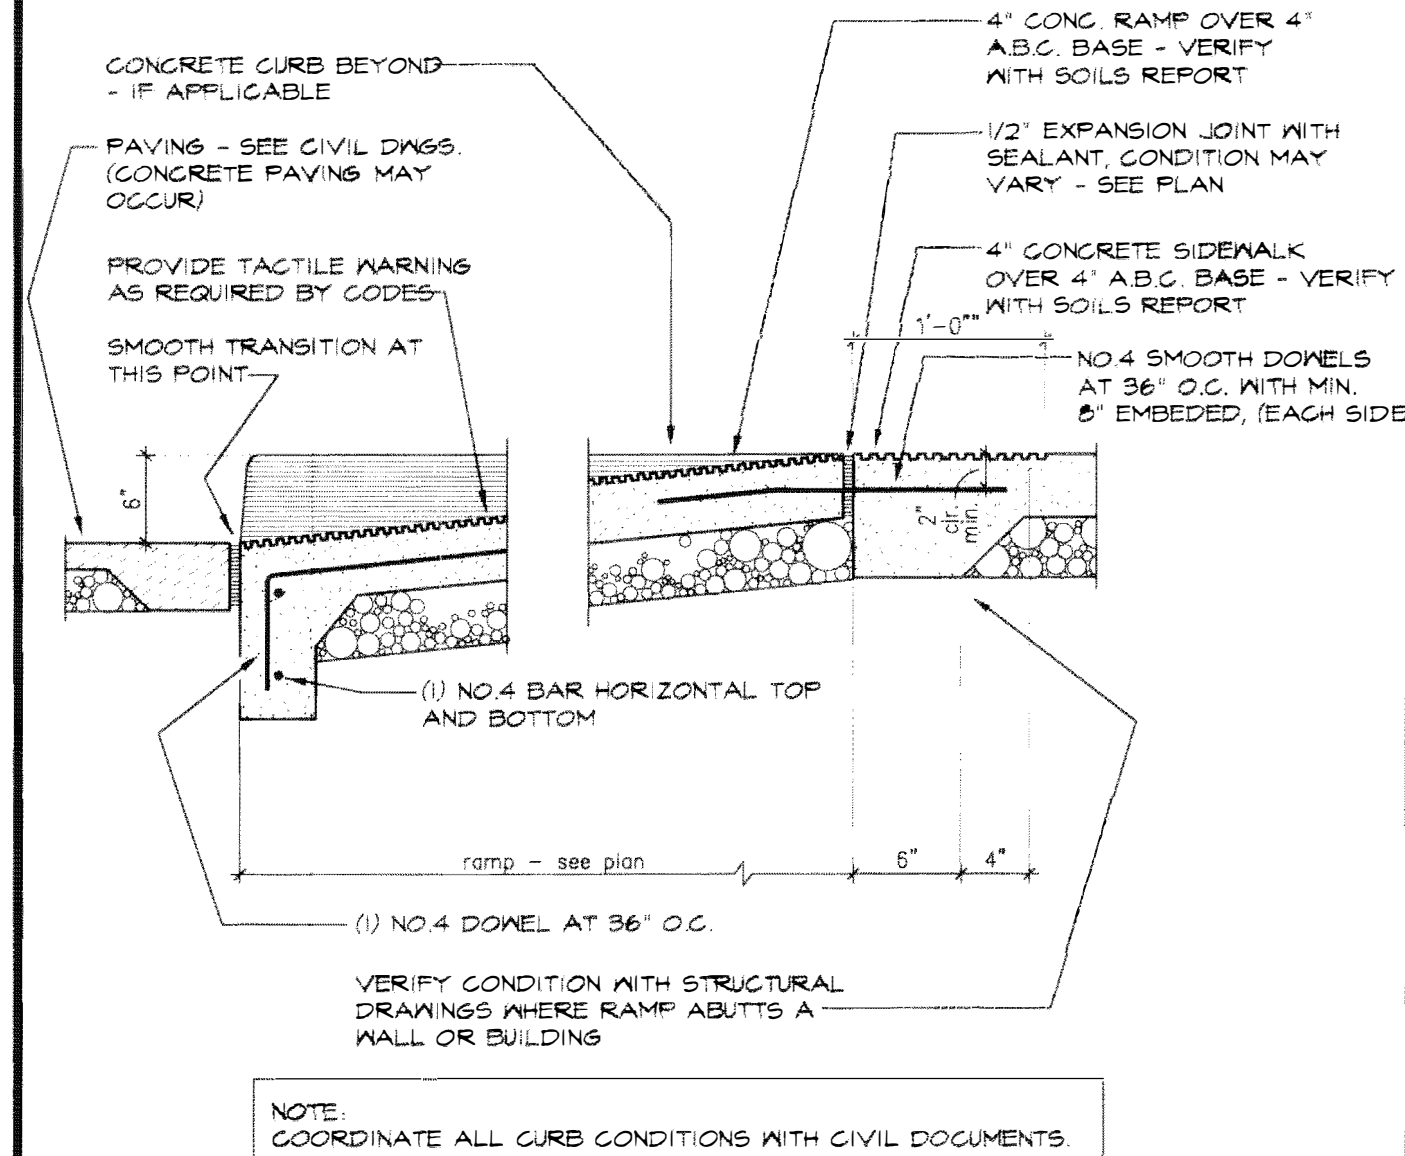 CONCRETE CURB BEYOND
- IF APPLICABLE
PAVING - SEE CIVIL DWGS.
(CONCRETE PAVING MAY
OCCUR)
PROVIDE TACTILE WARNING
AS REQUIRED BY CODES
SMOOTH TRANSITION AT
THIS POINT
4" CONC. RAMP OVER 4"
A.B.C. BASE - VERIFY
WITH SOILS REPORT
1/2" EXPANSION JOINT WITH
SEALANT, CONDITION MAY
VARY - SEE PLAN
4" CONCRETE SIDEWALK
OVER 4" A.B.C. BASE - VERIFY
WITH SOILS REPORT
1'-0""
NO.4 SMOOTH DOWELS
AT 36" O.C. WITH MIN.
8" EMBEDED, (EACH SIDE
6"
2"
clr.
min.
(1) NO.4 BAR HORIZONTAL TOP
AND BOTTOM
ramp - see plan
6"
4"
(1) NO.4 DOWEL AT 36" O.C.
VERIFY CONDITION WITH STRUCTURAL
DRAWINGS WHERE RAMP ABUTTS A
WALL OR BUILDING
NOTE:
COORDINATE ALL CURB CONDITIONS WITH CIVIL DOCUMENTS.